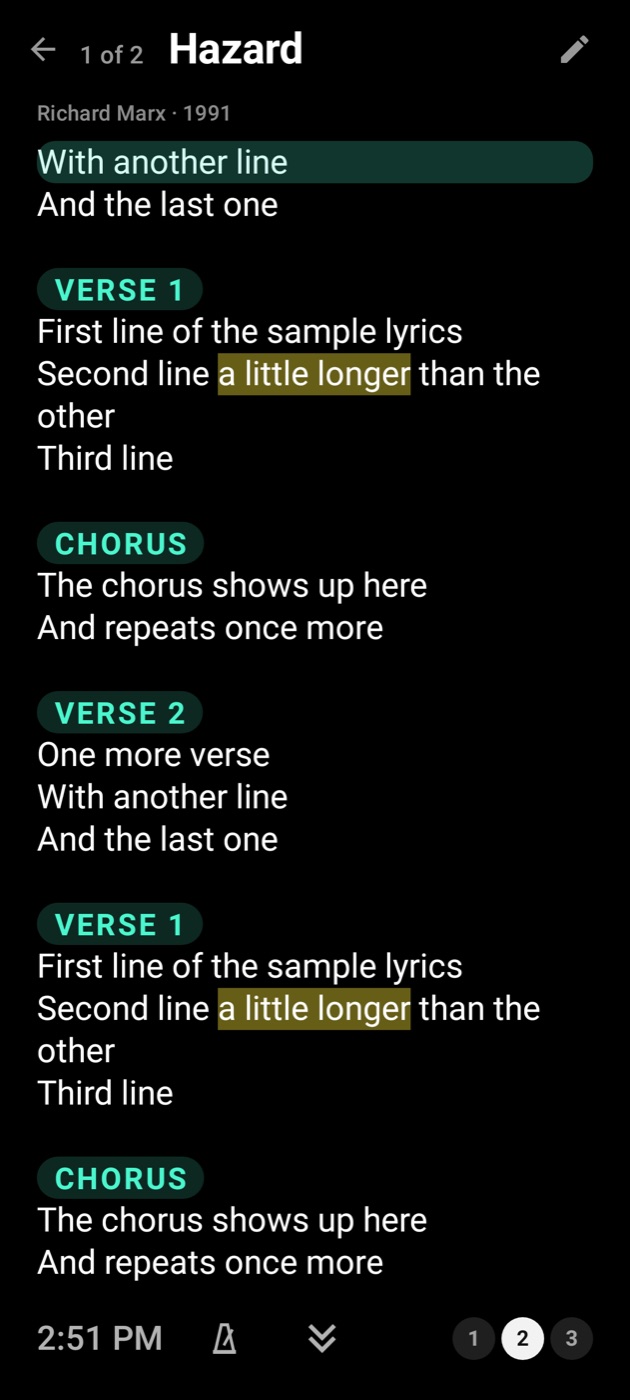 1 of 2 Hazard
Richard Marx · 1991
With another line
And the last one
VERSE 1
First line of the sample lyrics
Second line a little longer than the
other
Third line
CHORUS
The chorus shows up here
And repeats once more
VERSE 2
One more verse
With another line
And the last one
VERSE 1
First line of the sample lyrics
Second line a little longer than the
other
Third line
CHORUS
The chorus shows up here
And repeats once more
2:51 PM 1 2 3